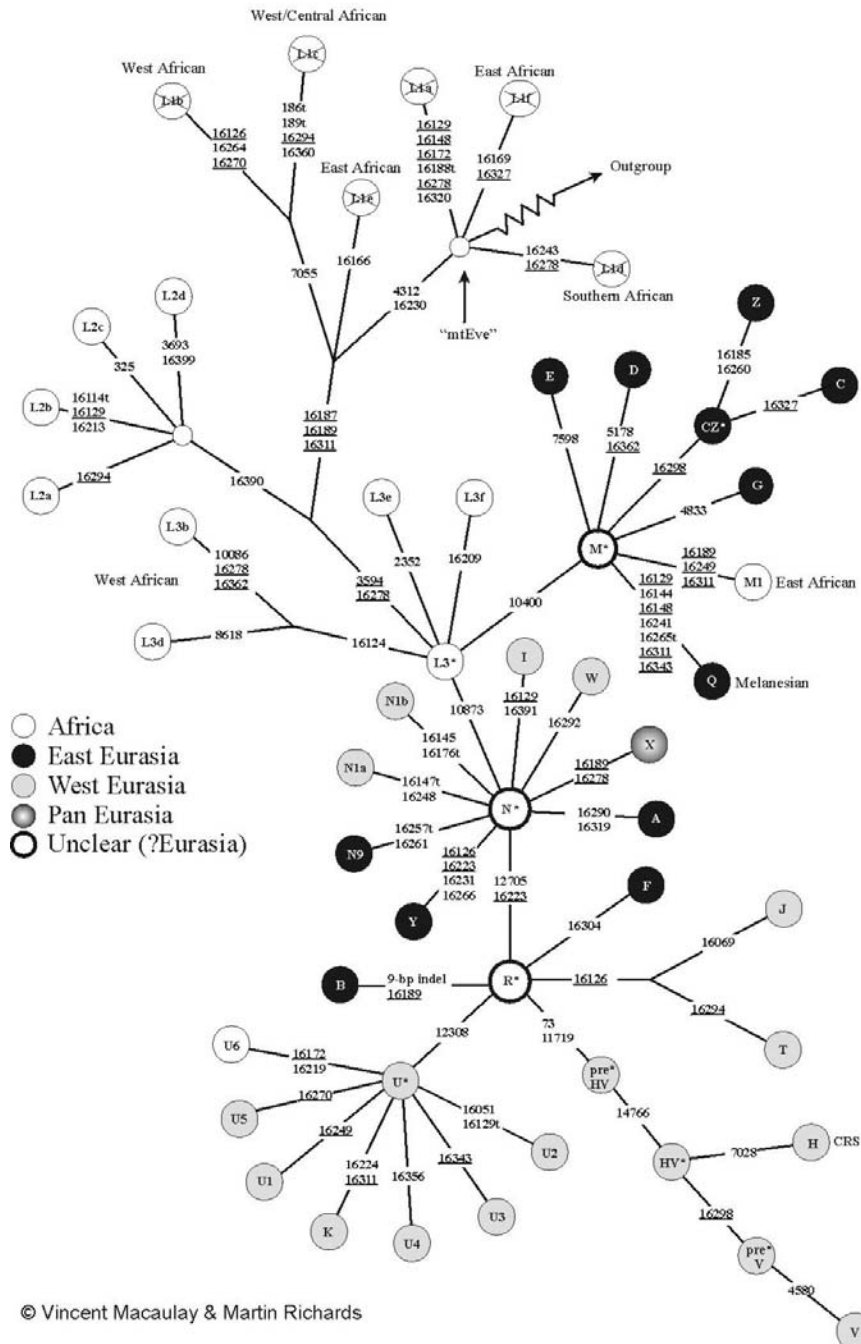 West/Central African
L1c
West African
L1b
186t
189t
16294
16360
16126
16264
16270
East African
L1e
16166
7055
L1a
16129
16148
16172
16188t
16278
16320
East African
L1f
16169
16327
Outgroup
16243
16278
L1d
Southern African
4312
16230
“mtEve”
L2d
3693
16399
L2c
325
L2b
16114t
16129
16213
L2a
16294
16390
16187
16189
16311
L3b
10086
16278
16362
West African
L3d
8618
16124
L3e
2352
L3f
16209
3594
16278
L3*
10400
E
7598
D
5178
16362
Z
16185
16260
C
16327
CZ*
16298
G
4833
M*
16189
16249
16311
M1
East African
16129
16144
16148
16241
16265t
16311
16343
Q
Melanesian
10873
N1b
16145
16176t
I
16129
16391
W
16292
X
16189
16278
N1a
16147t
16248
N*
16290
16319
A
N9
16257t
16261
Y
16126
16223
16231
16266
12705
16223
Africa
East Eurasia
West Eurasia
Pan Eurasia
Unclear (?Eurasia)
F
16304
J
16069
B
9-bp indel
16189
R*
16126
16294
T
12308
73
11719
U6
16172
16219
U*
pre*
HV
U5
16270
16051
16129t
U2
14766
U1
16249
16224
16311
K
16356
U4
16343
U3
HV*
7028
H
CRS
16298
pre*
V
4580
V
© Vincent Macaulay & Martin Richards